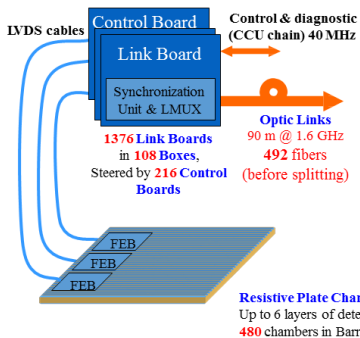 LVDS cables
Control Board
Link Board
Synchronization
Unit & LMUX
Control & diagnostic
(CCU chain) 40 MHz
Optic Links
90 m @ 1.6 GHz
492 fibers
(before splitting)
1376 Link Boards
in 108 Boxes,
Steered by 216 Control
Boards
FEB
FEB
FEB
Resistive Plate Cham
Up to 6 layers of dete
480 chambers in Barr